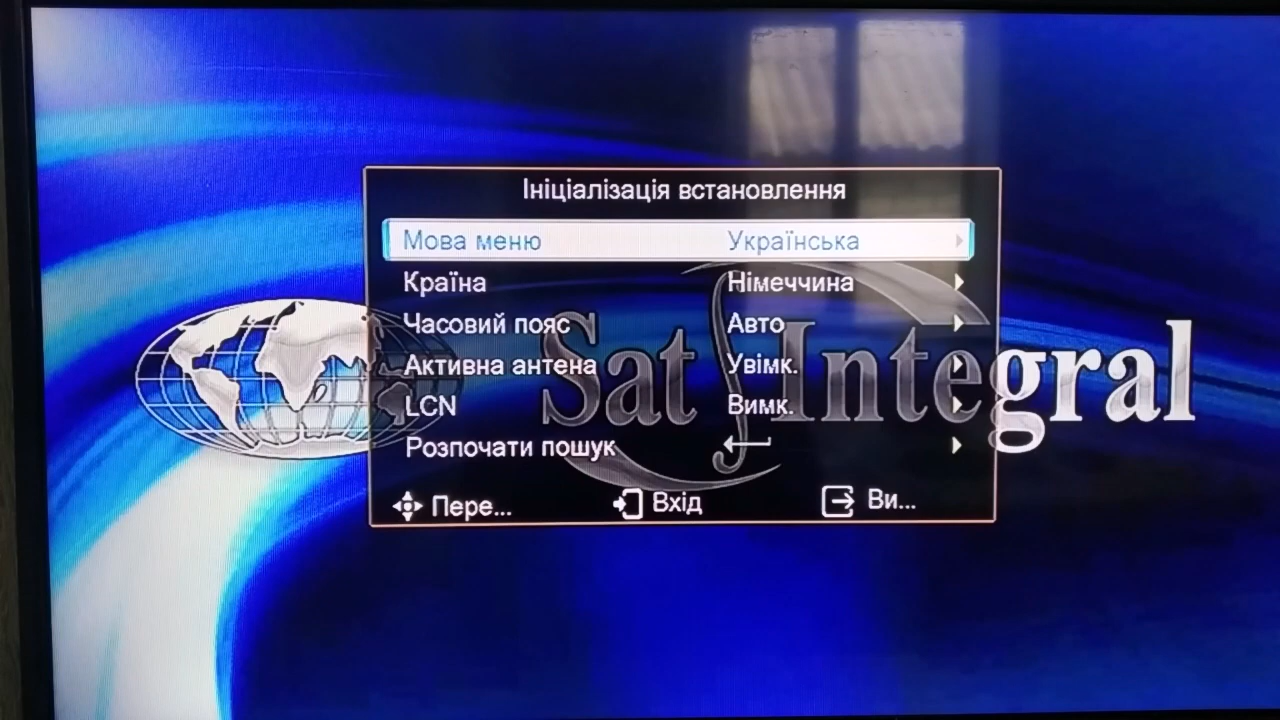 Ініціалізація встановлення
Мова меню Українська
Країна Німеччина
Часовий пояс Авто
Активна антена Увімк.
LCN Вимк.
Розпочати пошук
Sat Integral
Пере... Вхід Ви...